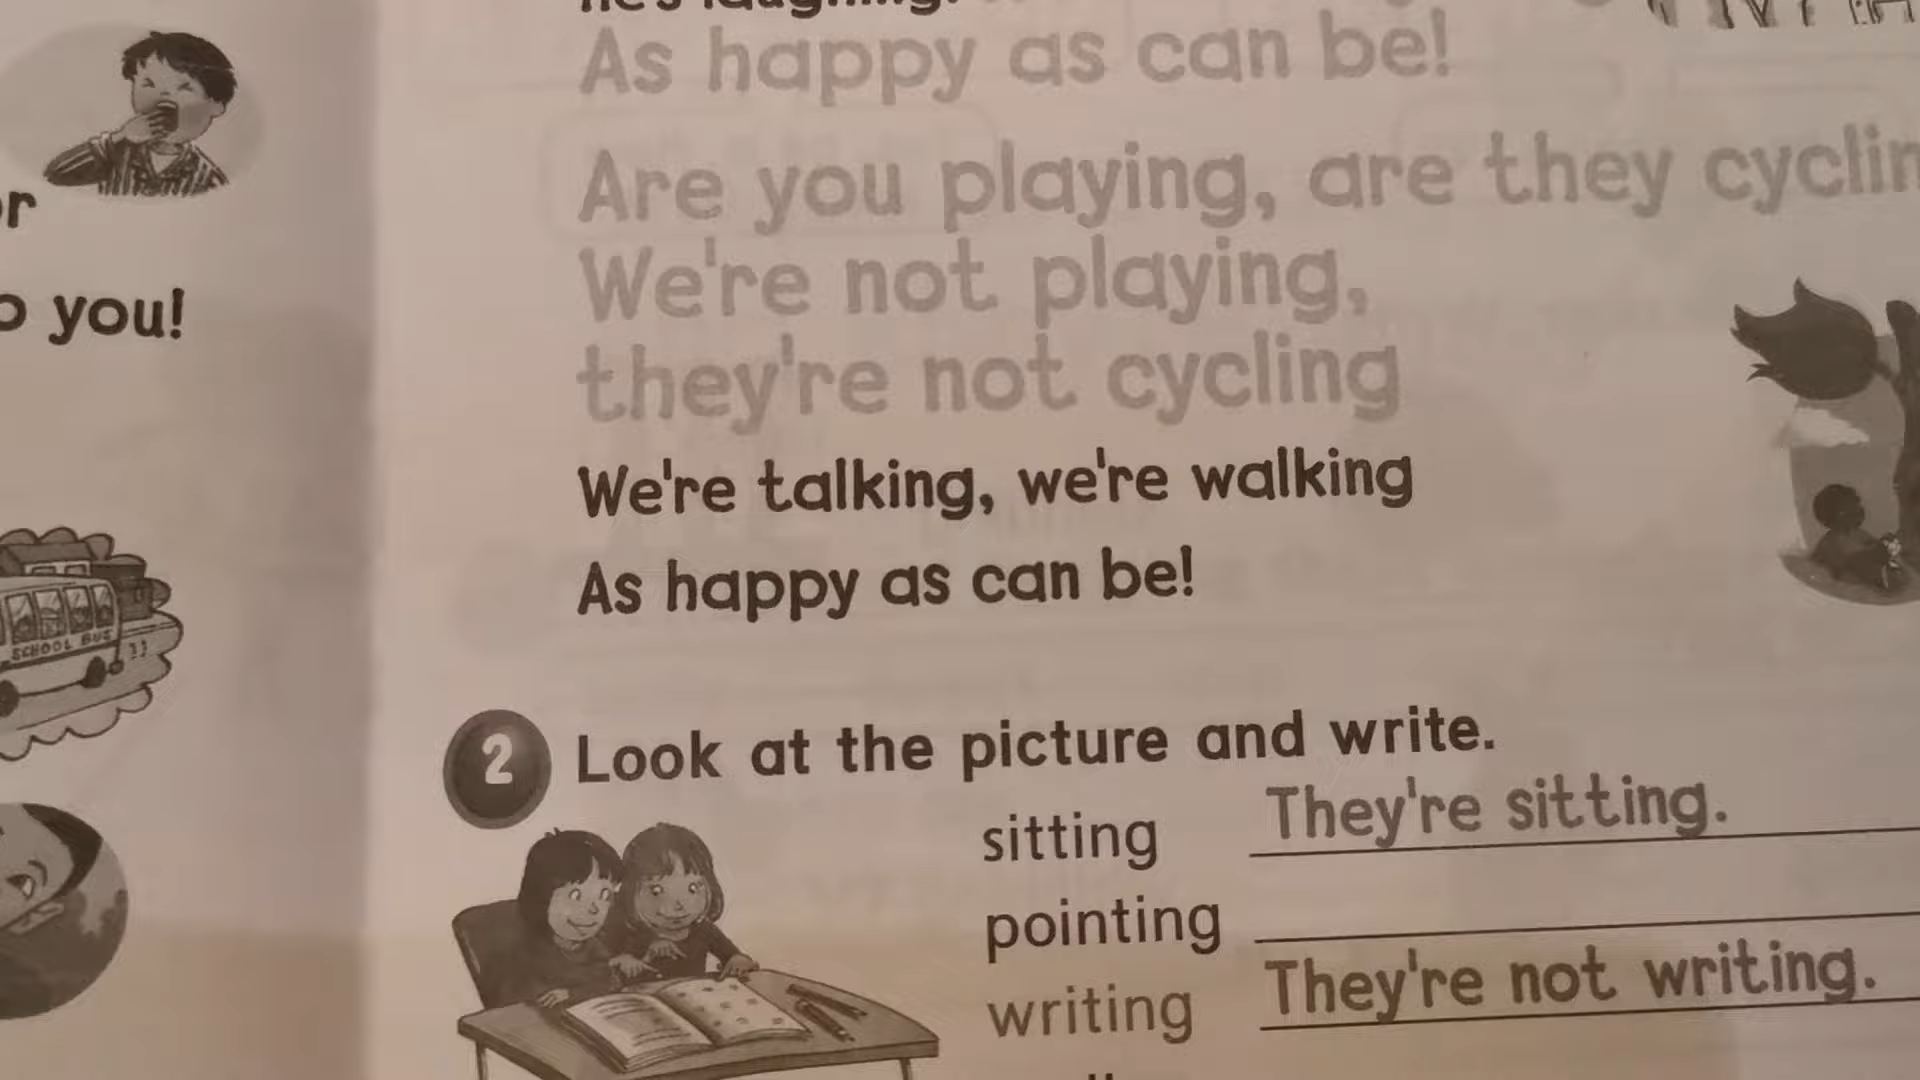 he's laughing.
As happy as can be!
Are you playing, are they
We're not playing,
they're not cycling
We're talking, we're walking
As happy as can be!
you!
SCHOOL BUS
2 Look at the picture and write.
sitting They're sitting.
pointing
writing They're not writing.